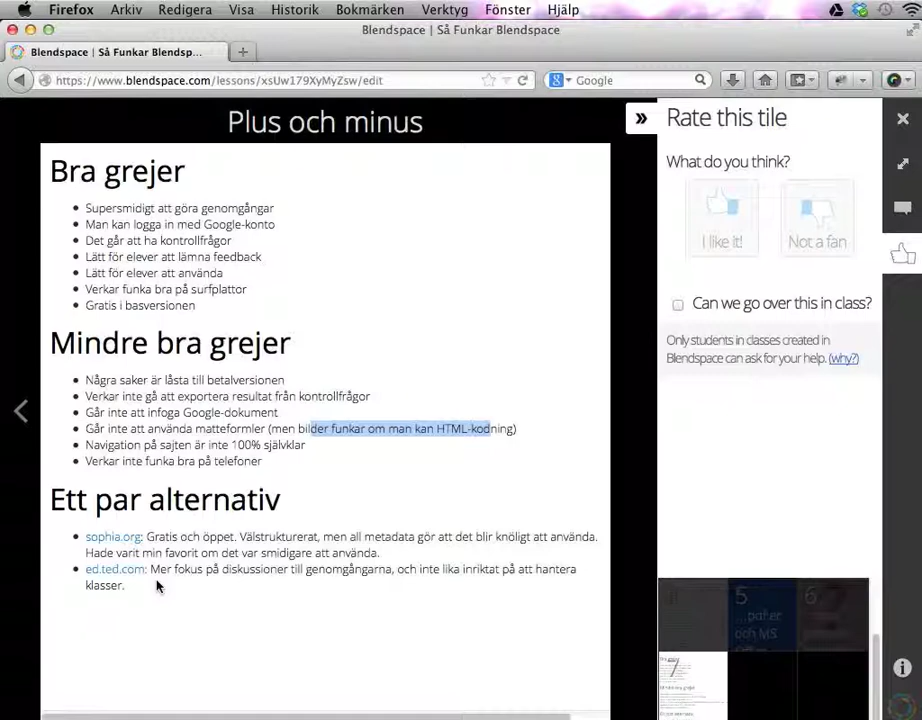 Firefox Arkiv Redigera Visa Historik Bokmärken Verktyg Fönster Hjälp
Blendspace | Så Funkar Blendspace
Blendspace | Så Funkar Blendsp...
https://www.blendspace.com/lessons/xsUw179XyMyZsw/edit
Google
Plus och minus
Bra grejer
Supersmidigt att göra genomgångar
Man kan logga in med Google-konto
Det går att ha kontrollfrågor
Lätt för elever att lämna feedback
Lätt för elever att använda
Verkar funka bra på surfplattor
Gratis i basversionen
Mindre bra grejer
Några saker är låsta till betalversionen
Verkar inte gå att exportera resultat från kontrollfrågor
Går inte att infoga Google-dokument
Går inte att använda matteformler (men bilder funkar om man kan HTML-kodning)
Navigation på sajten är inte 100% självklar
Verkar inte funka bra på telefoner
Ett par alternativ
sophia.org: Gratis och öppet. Välstrukturerat, men all metadata gör att det blir knöligt att använda.
Hade varit min favorit om det var smidigare att använda.
ed.ted.com: Mer fokus på diskussioner till genomgångarna, och inte lika inriktat på att hantera
klasser.
Rate this tile
What do you think?
I like it!
Not a fan
Can we go over this in class?
Only students in classes created in
Blendspace can ask for your help. (why?)
5
...paller
och MS
6
7